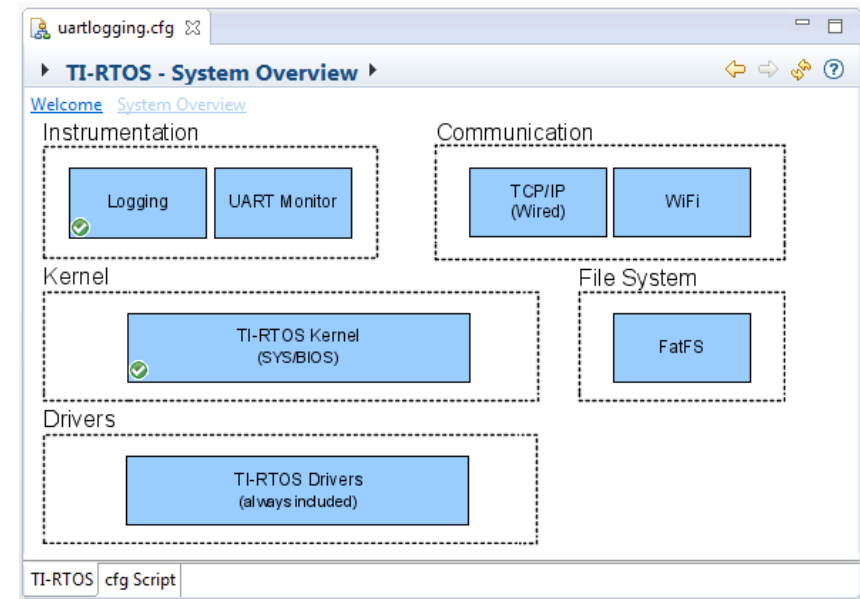 uartlogging.cfg
TI-RTOS - System Overview
Welcome System Overview
Instrumentation
Communication
Logging
UART Monitor
TCP/IP
(Wired)
WiFi
Kernel
File System
TI-RTOS Kernel
(SYS/BIOS)
FatFS
Drivers
TI-RTOS Drivers
(always included)
TI-RTOS cfg Script